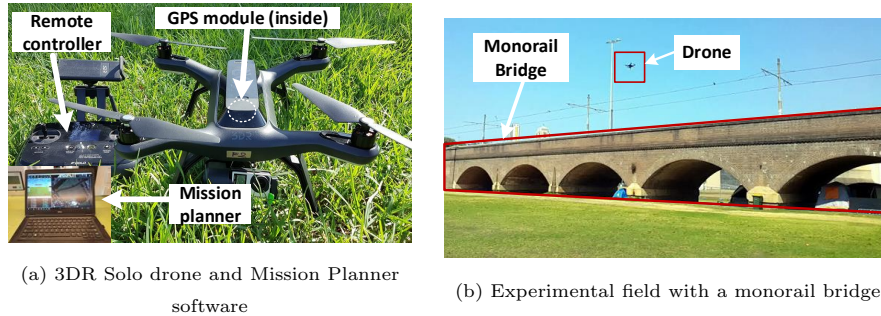 Remote
controller
GPS module (inside)
Mission
planner
(a) 3DR Solo drone and Mission Planner
software
Monorail
Bridge
Drone
(b) Experimental field with a monorail bridge